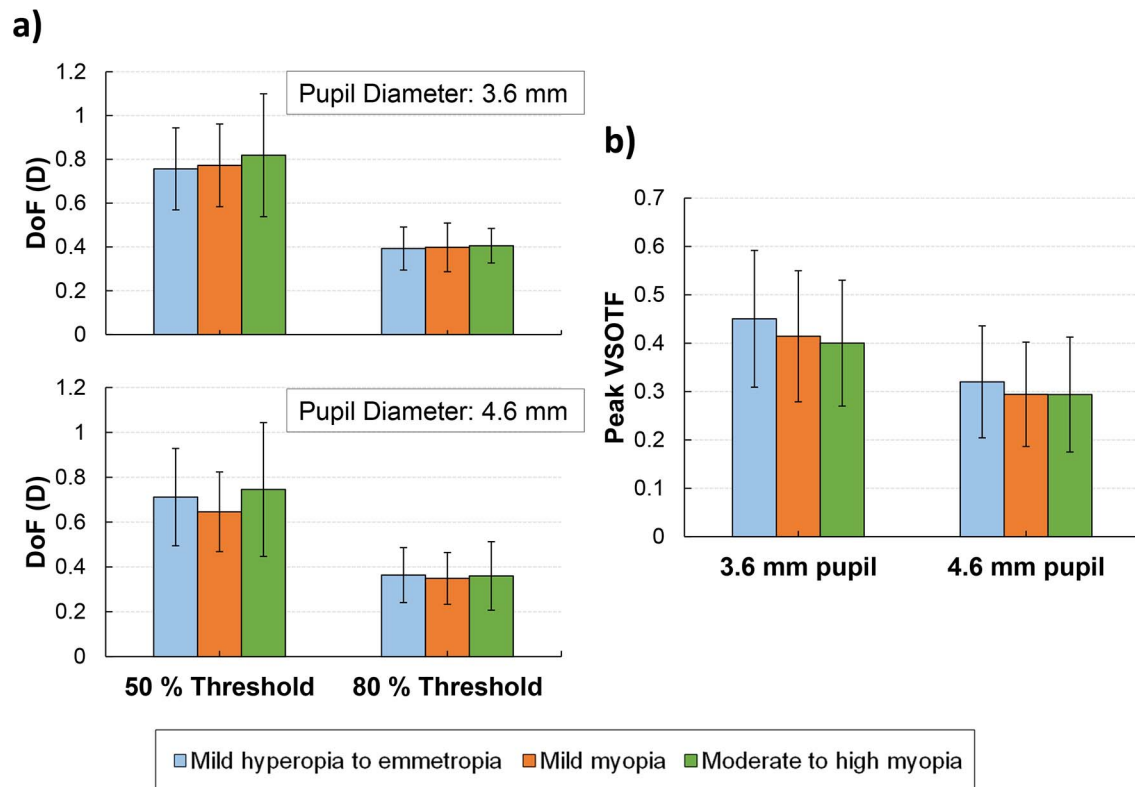 a)
Pupil Diameter: 3.6 mm
DoF (D)
1.2
1
0.8
0.6
0.4
0.2
0
Pupil Diameter: 4.6 mm
DoF (D)
1.2
1
0.8
0.6
0.4
0.2
0
50 % Threshold 80 % Threshold
b)
Peak VSOTF
0.7
0.6
0.5
0.4
0.3
0.2
0.1
0
3.6 mm pupil 4.6 mm pupil
Mild hyperopia to emmetropia Mild myopia Moderate to high myopia